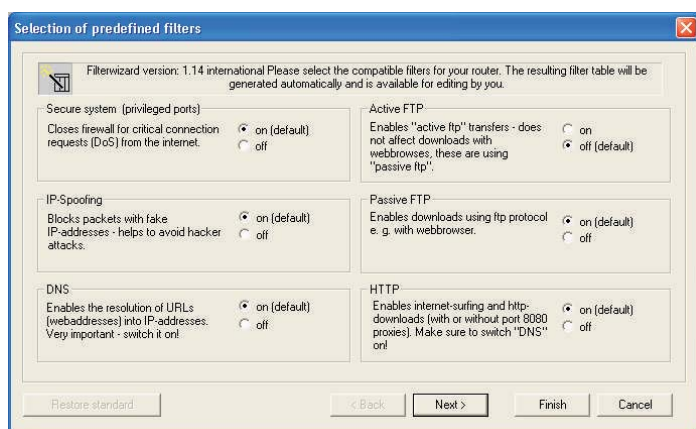 Selection of predefined filters
Filterwizard version: 1.14 international Please select the compatible filters for your router. The resulting filter table will be
generated automatically and is available for editing by you.
Secure system (privileged ports)
Closes firewall for critical connection
requests (DoS) from the internet.
on (default)
off
Active FTP
Enables "active ftp" transfers - does
not affect downloads with
webbrowses, these are using
"passive ftp".
on
off (default)
IP-Spoofing
Blocks packets with fake
IP-addresses - helps to avoid hacker
attacks.
on (default)
off
Passive FTP
Enables downloads using ftp protocol
e. g. with webbrowser.
on (default)
off
DNS
Enables the resolution of URLs
(webaddresses) into IP-addresses.
Very important - switch it on!
on (default)
off
HTTP
Enables internet-surfing and http-
downloads (with or without port 8080
proxies). Make sure to switch "DNS"
on!
on (default)
off
Restore standard
< Back
Next >
Finish
Cancel